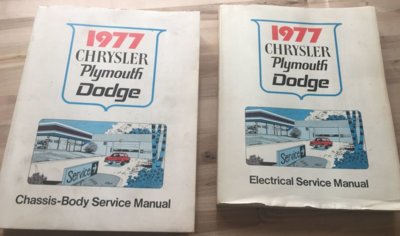 1977
CHRYSLER
Plymouth
Dodge
Service
Chassis-Body Service Manual
1977
CHRYSLER
Plymouth
Dodge
Service
Electrical Service Manual